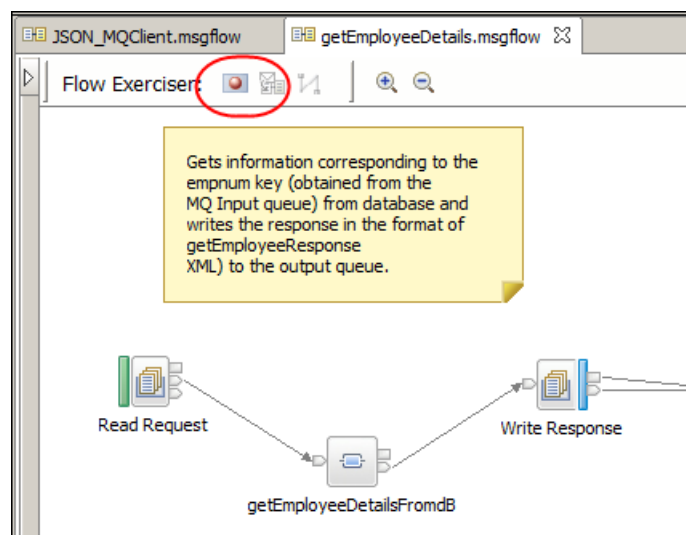 JSON_MQClient.msgflow
getEmployeeDetails.msgflow
Flow Exerciser:
Gets information corresponding to the
empnum key (obtained from the
MQ Input queue) from database and
writes the response in the format of
getEmployeeResponse
XML) to the output queue.
Read Request
Write Response
getEmployeeDetailsFromdB